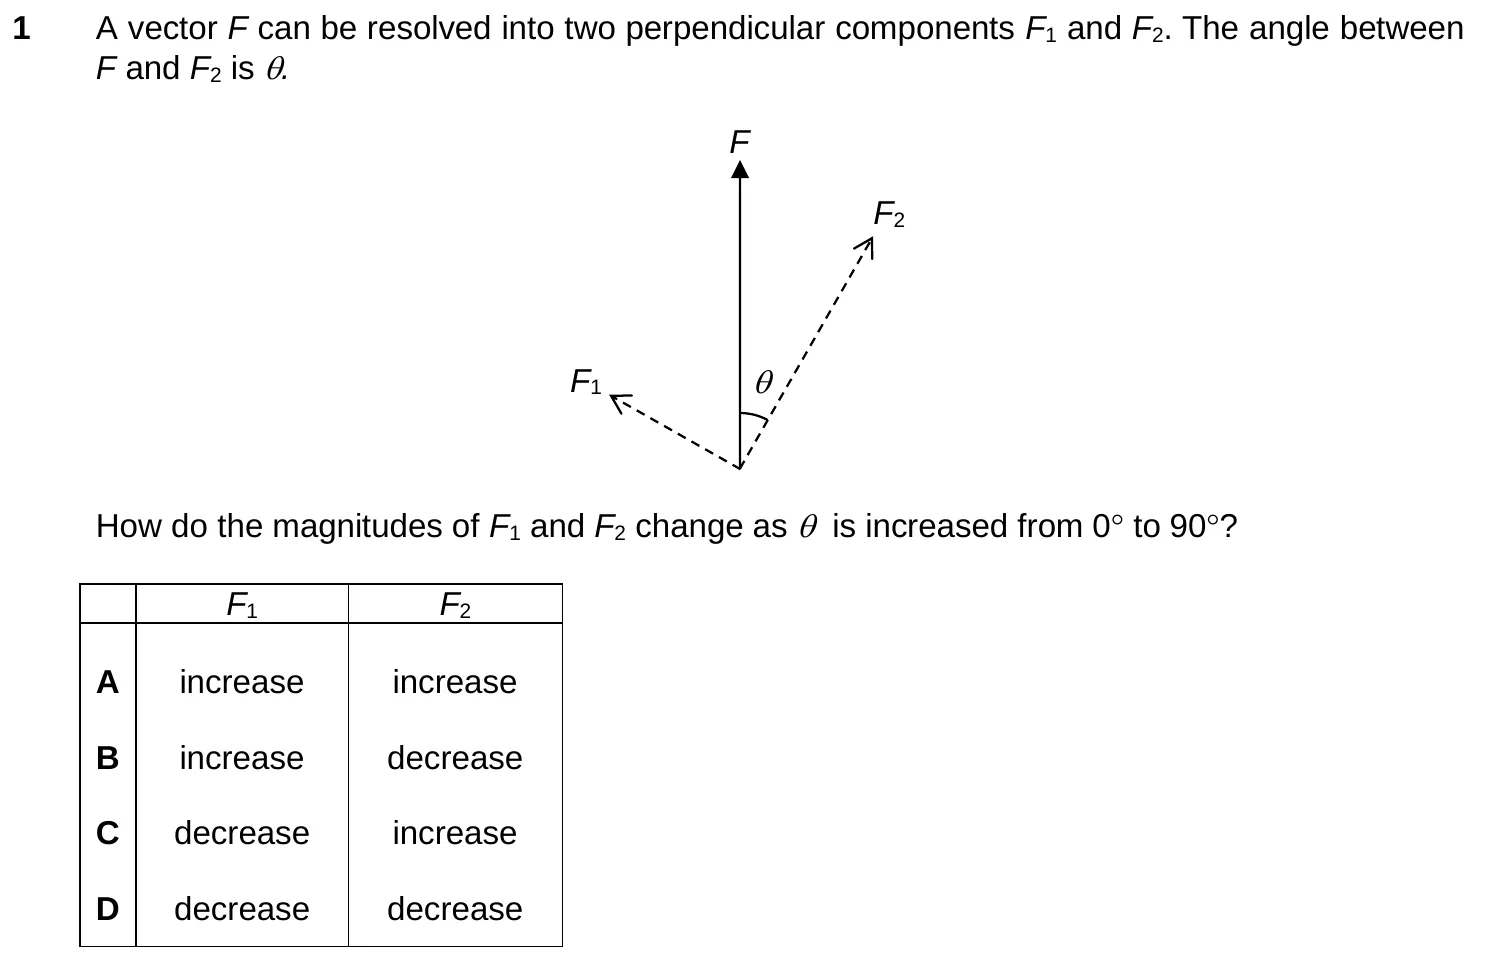 1 A vector F can be resolved into two perpendicular components F₁ and F₂. The angle between
F and F₂ is θ.
F
F₂
F₁
θ
How do the magnitudes of F₁ and F₂ change as θ is increased from 0° to 90°?
F₁ F₂
A increase increase
B increase decrease
C decrease increase
D decrease decrease